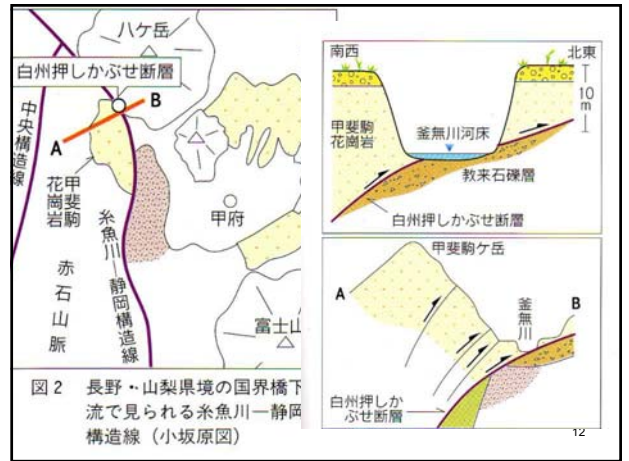 八ケ岳
白州押しかぶせ断層
中央構造線
A
B
甲斐駒
花崗岩
糸魚川―静岡構造線
甲府
赤石山脈
富士山
図2 長野・・山梨県境の国界橋下
流で見られる糸魚川―静岡
構造線(小坂原図)
南西
北東
10m
甲斐駒
花崗岩
釜無川河床
教来石礫層
白州押しかぶせ断層
甲斐駒ケ岳
A
釜無川
B
白州押しか
ぶせ断層
12